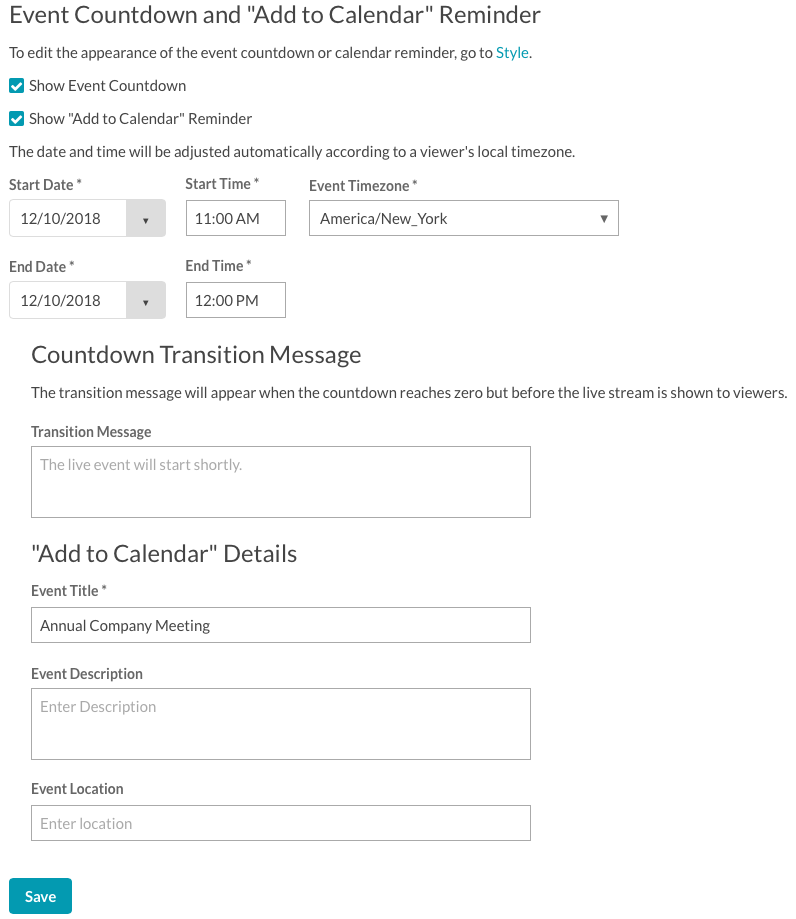 Event Countdown and "Add to Calendar" Reminder
To edit the appearance of the event countdown or calendar reminder, go to Style.
Show Event Countdown
Show "Add to Calendar" Reminder
The date and time will be adjusted automatically according to a viewer's local timezone.
Start Date * Start Time * Event Timezone *
12/10/2018 11:00 AM America/New_York
End Date * End Time *
12/10/2018 12:00 PM
Countdown Transition Message
The transition message will appear when the countdown reaches zero but before the live stream is shown to viewers.
Transition Message
The live event will start shortly.
"Add to Calendar" Details
Event Title *
Annual Company Meeting
Event Description
Enter Description
Event Location
Enter location
Save